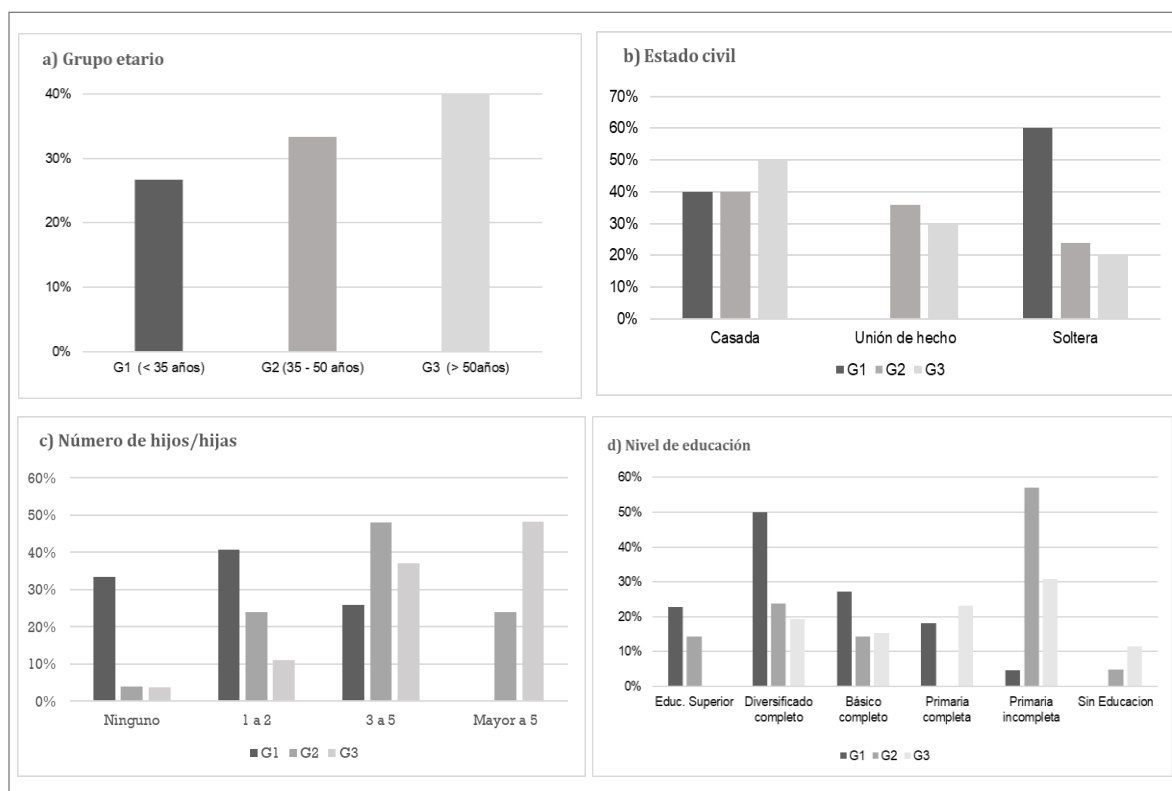 a) Grupo etario
40%
30%
20%
10%
0%
G1 (< 35 años) G2 (35 - 50 años) G3 (> 50años)
b) Estado civil
70%
60%
50%
40%
30%
20%
10%
0%
Casada Unión de hecho Soltera
G1 G2 G3
c) Número de hijos/hijas
60%
50%
40%
30%
20%
10%
0%
Ninguno 1 a 2 3 a 5 Mayor a 5
G1 G2 G3
d) Nivel de educación
60%
50%
40%
30%
20%
10%
0%
Educ. Superior Diversificado Básico Primaria Primaria Sin Educacion
completo completo completa incompleta
G1 G2 G3